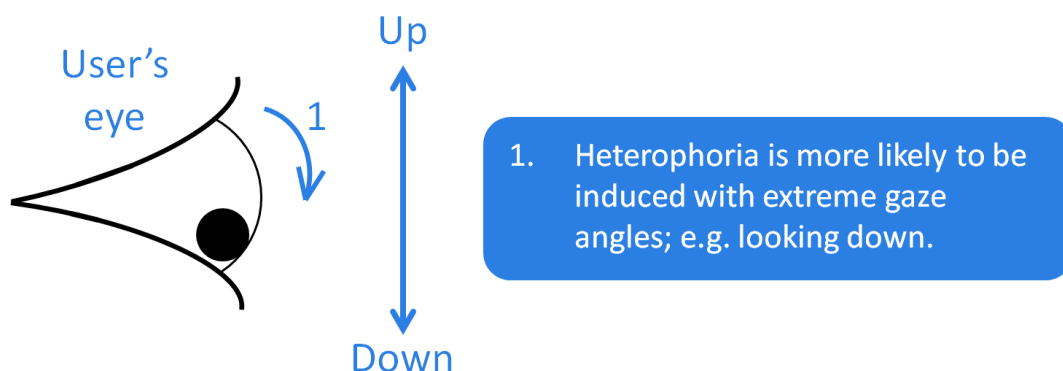 Up
User's
eye
1
1. Heterophoria is more likely to be
induced with extreme gaze
angles; e.g. looking down.
Down